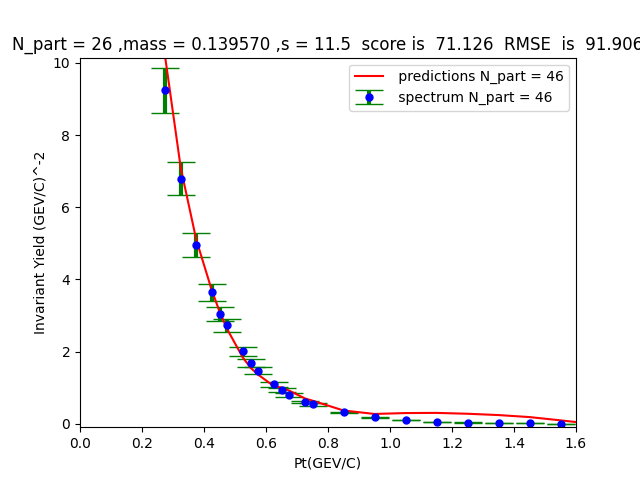 N_part = 26 ,mass = 0.139570 ,s = 11.5  score is  71.126  RMSE  is  91.906
predictions N_part = 46
spectrum N_part = 46
Invariant Yield (GEV/C)^-2
10
8
6
4
2
0
0.0 0.2 0.4 0.6 0.8 1.0 1.2 1.4 1.6
Pt(GEV/C)